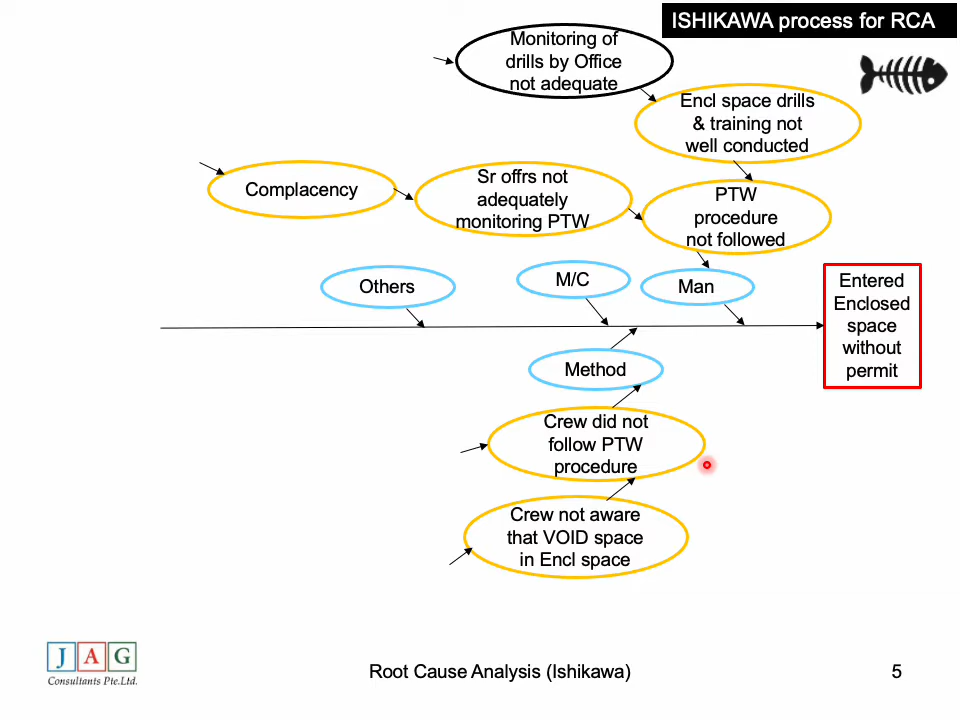 ISHIKAWA process for RCA
Monitoring of
drills by Office
not adequate
Encl space drills
& training not
well conducted
Complacency
Sr offrs not
adequately
monitoring PTW
PTW
procedure
not followed
Others
M/C
Man
Entered
Enclosed
space
without
permit
Method
Crew did not
follow PTW
procedure
Crew not aware
that VOID space
in Encl space
J A G
Consultants Pte.Ltd.
Root Cause Analysis (Ishikawa)
5